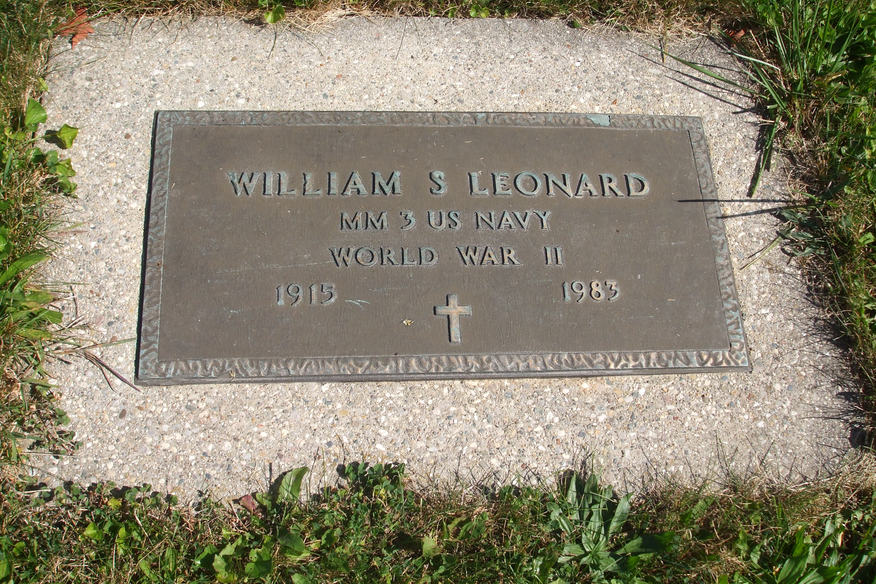 WILLIAM S LEONARD
MM 3 US NAVY
WORLD WAR II
1915 1983